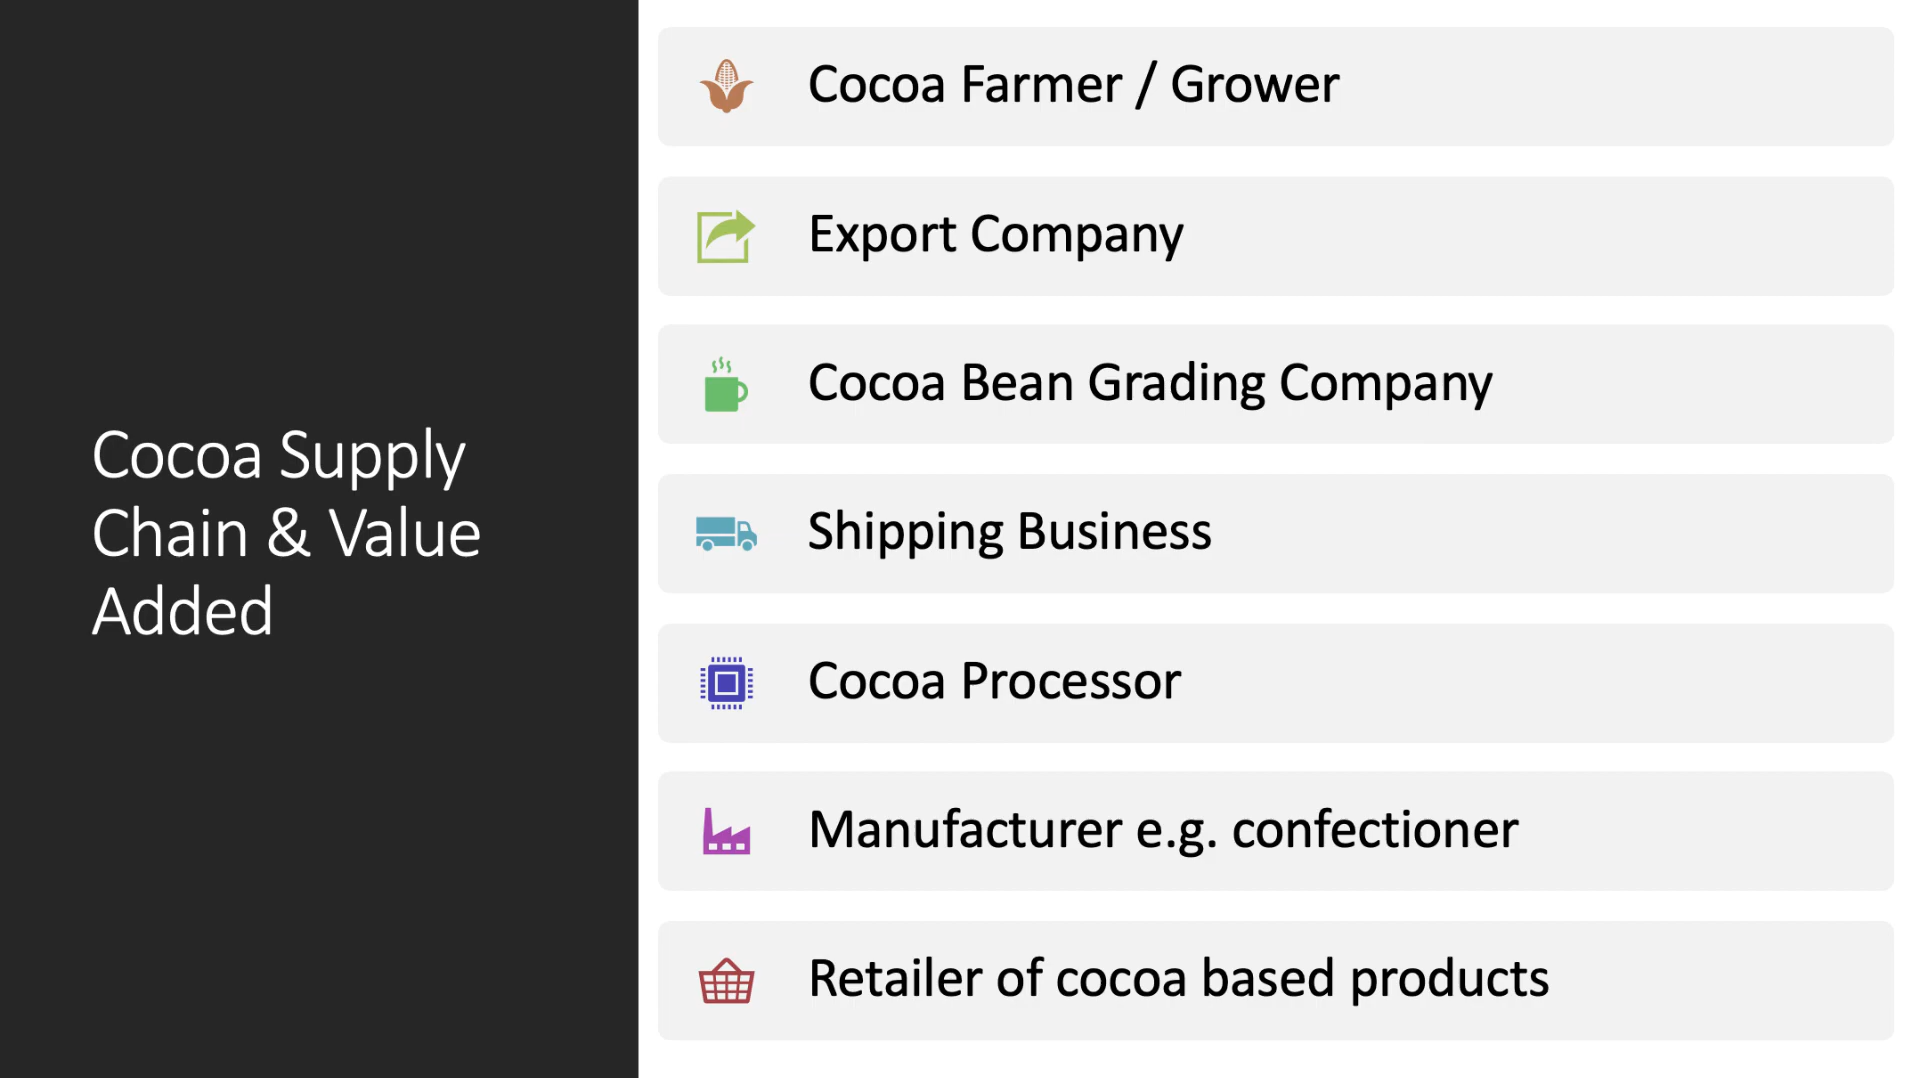 Cocoa Supply
Chain & Value
Added
Cocoa Farmer / Grower
Export Company
Cocoa Bean Grading Company
Shipping Business
Cocoa Processor
Manufacturer e.g. confectioner
Retailer of cocoa based products